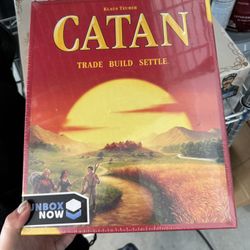 KLAUS TEUBER
CATAN
TRADE BUILD SETTLE
UNBOX
NOW